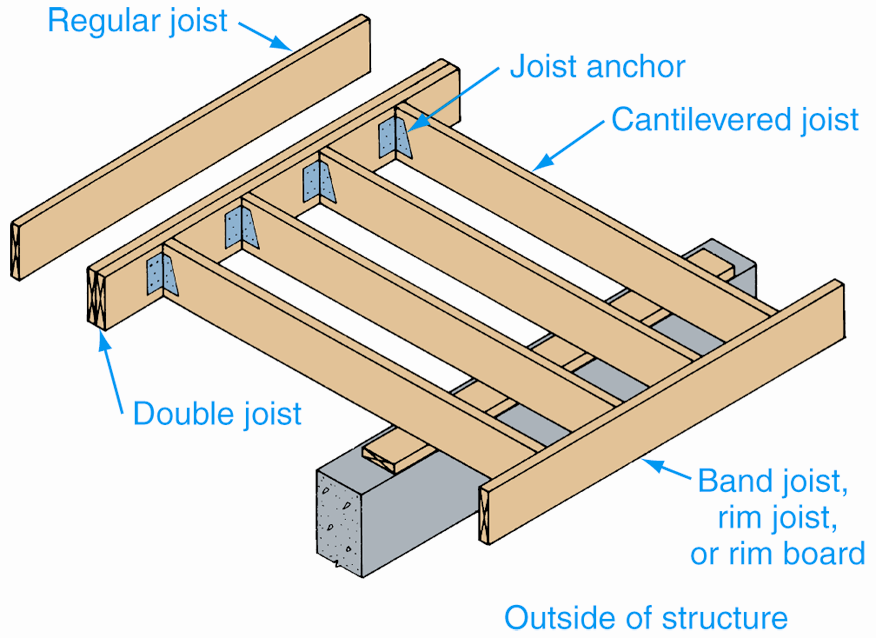 Regular joist
Joist anchor
Cantilevered joist
Double joist
Band joist,
rim joist,
or rim board
Outside of structure